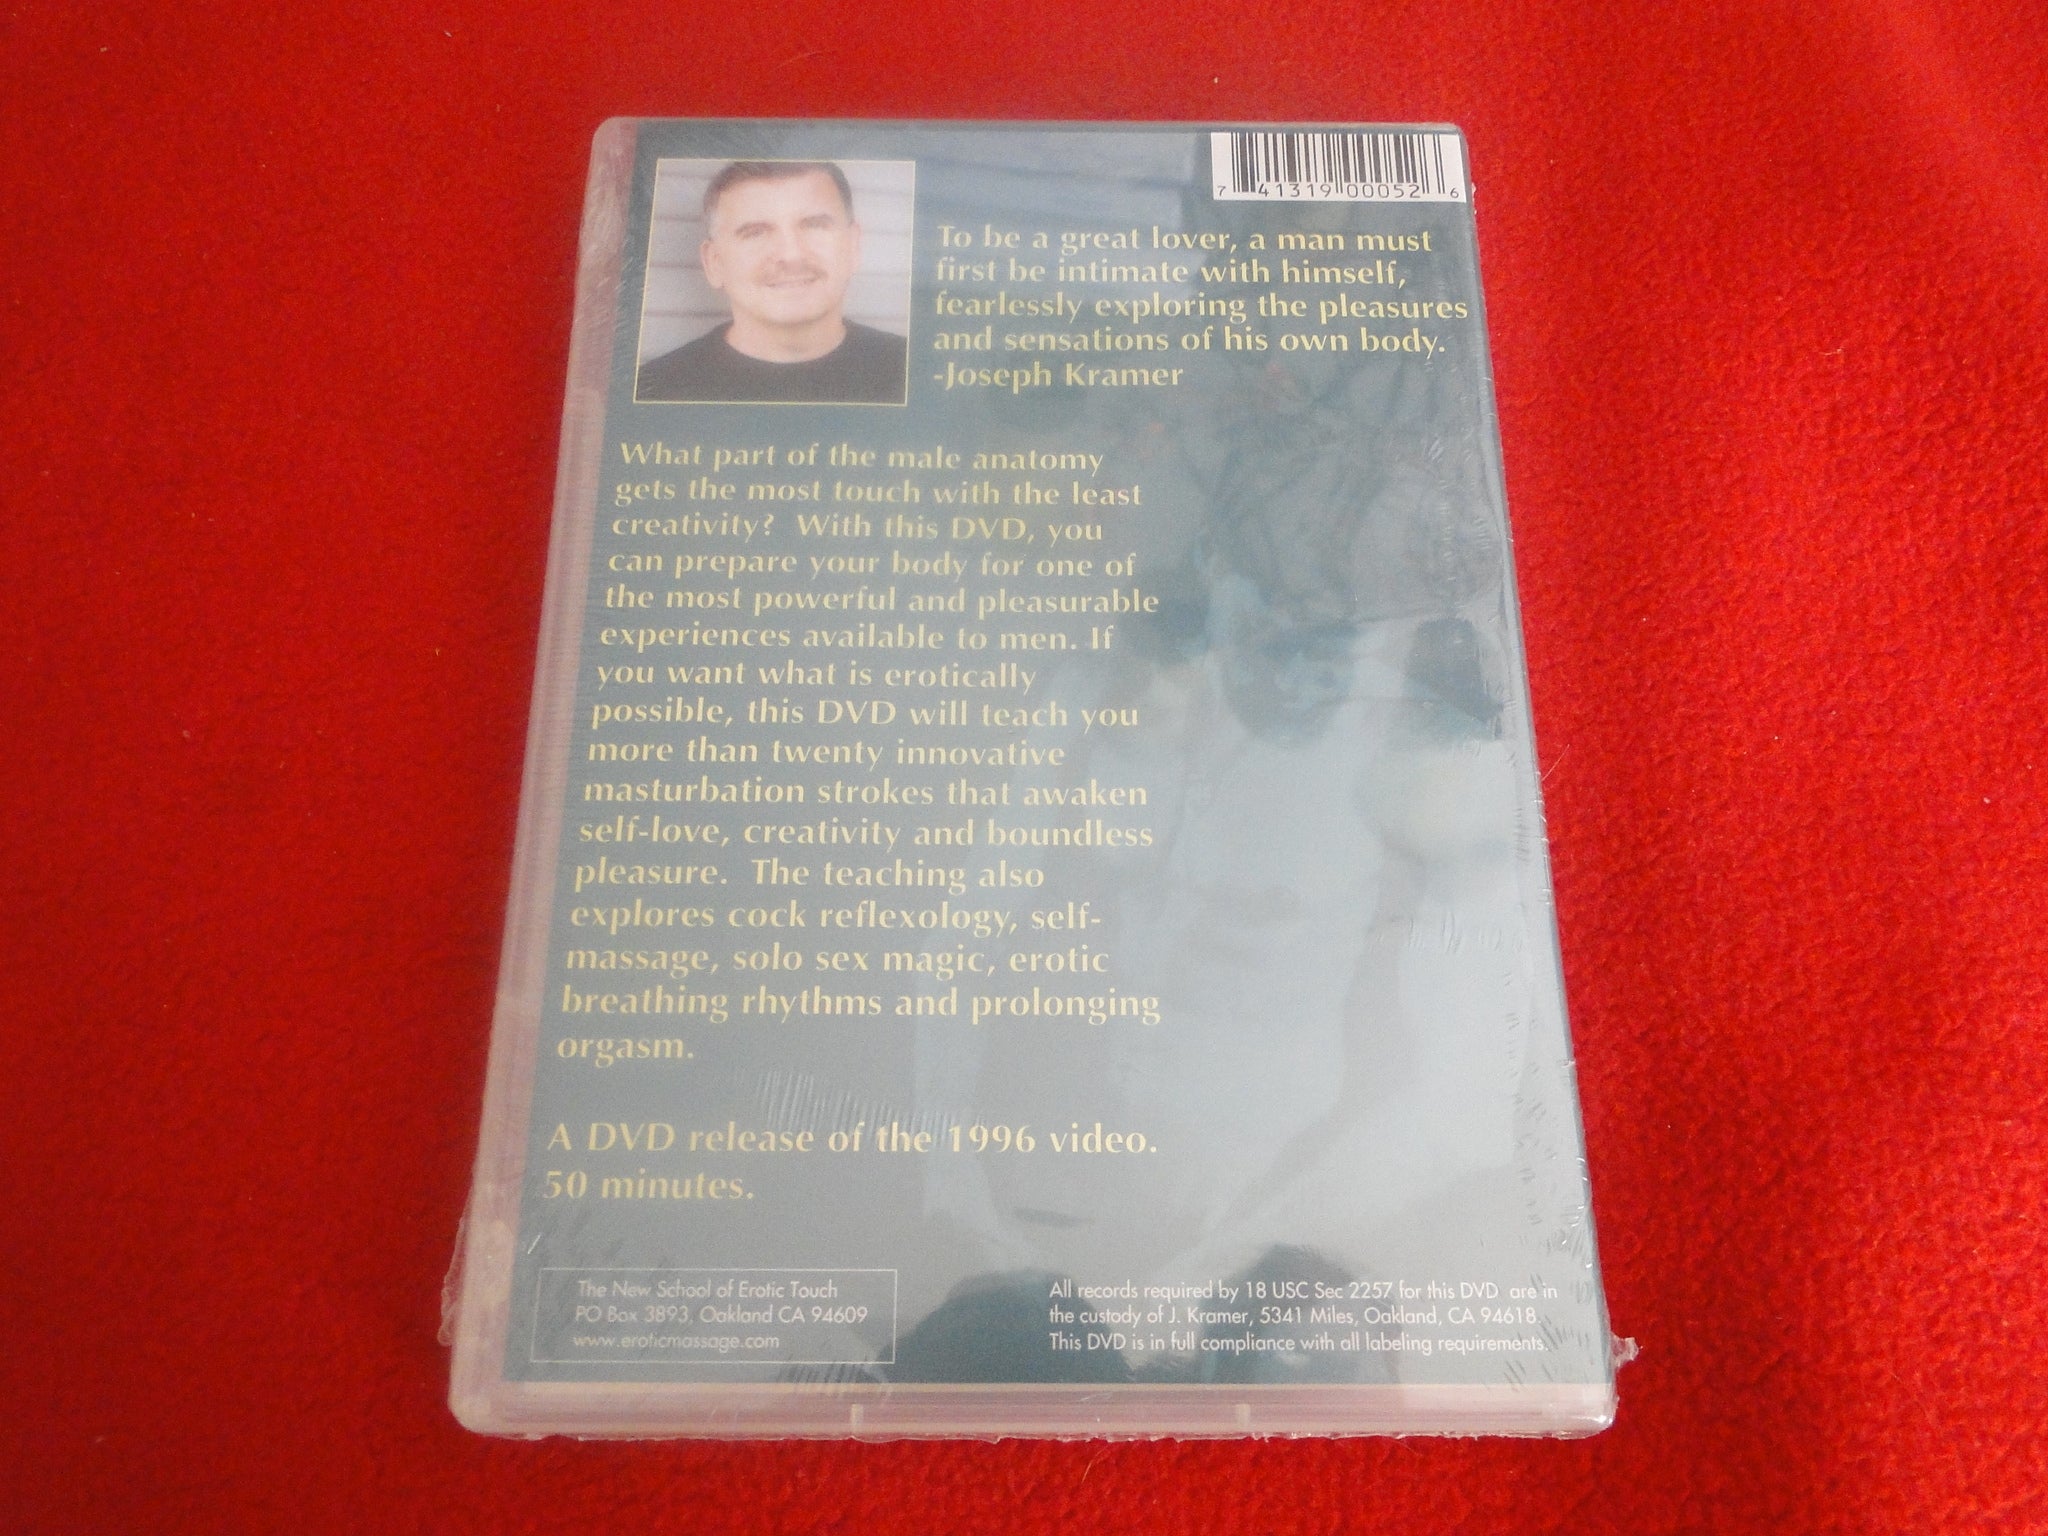 7 41319 00052 6
To be a great lover, a man must
first be intimate with himself,
fearlessly exploring the pleasures
and sensations of his own body.
-Joseph Kramer
What part of the male anatomy
gets the most touch with the least
creativity? With this DVD, you
can prepare your body for one of
the most powerful and pleasurable
experiences available to men. If
you want what is erotically
possible, this DVD will teach you
more than twenty innovative
masturbation strokes that awaken
self-love, creativity and boundless
pleasure. The teaching also
explores cock reflexology, self-
massage, solo sex magic, erotic
breathing rhythms and prolonging
orgasm.
A DVD release of the 1996 video.
50 minutes.
The New School of Erotic Touch
PO Box 3893, Oakland CA 94609
www.eroticmassage.com
All records required by 18 USC Sec 2257 for this DVD are in
the custody of J. Kramer, 5341 Miles, Oakland, CA 94618.
This DVD is in full compliance with all labeling requirements.